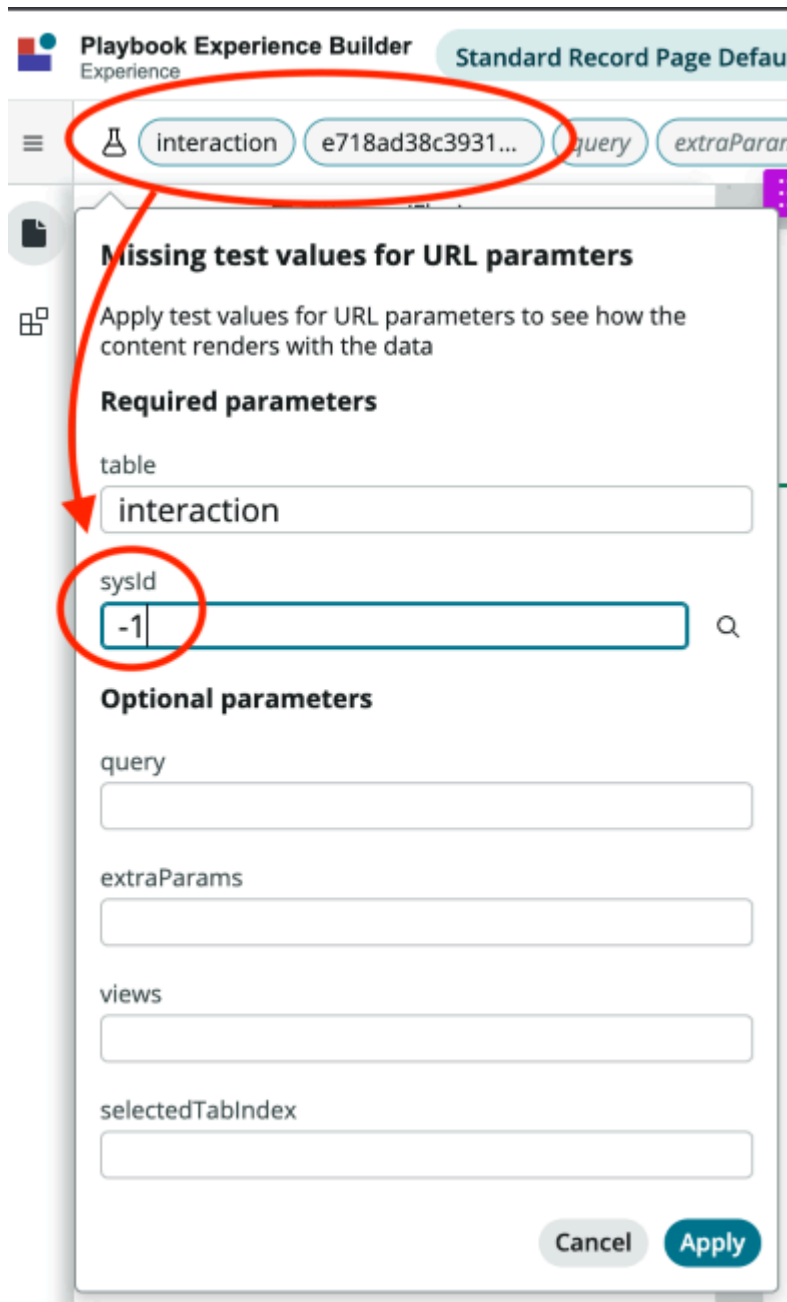 Playbook Experience Builder
Experience
Standard Record Page Defau
interaction
e718ad38c3931...
query
extraParan
Missing test values for URL paramters
Apply test values for URL parameters to see how the
content renders with the data
Required parameters
table
interaction
sysId
-1
Optional parameters
query
extraParams
views
selectedTabIndex
Cancel
Apply